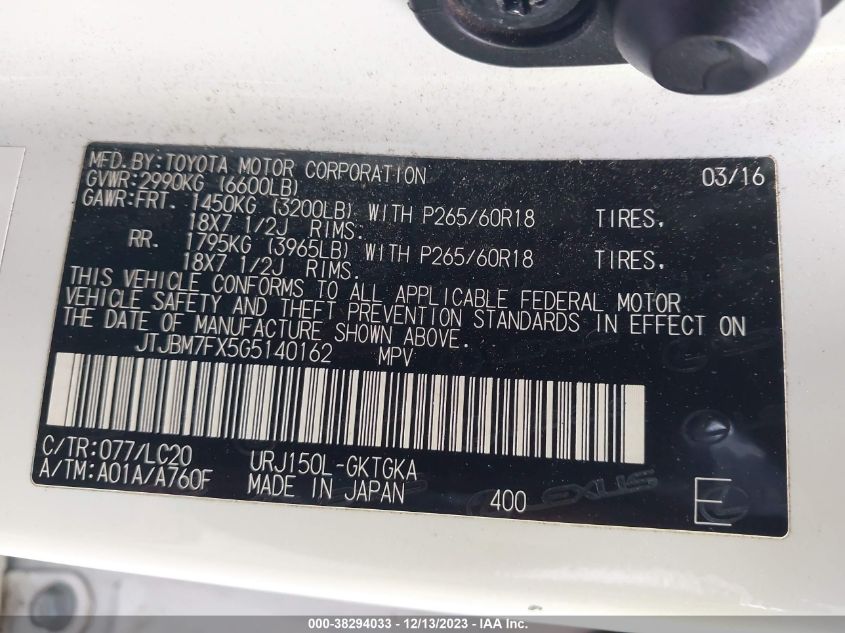 MFD. BY: TOYOTA MOTOR CORPORATION 03/16
GVWR: 2990KG (6600LB)
GAWR: FRT. 1450KG (3200LB) WITH P265/60R18 TIRES,
18X7 1/2J RIMS.
RR. 1795KG (3965LB) WITH P265/60R18 TIRES,
18X7 1/2J RIMS.
THIS VEHICLE CONFORMS TO ALL APPLICABLE FEDERAL MOTOR
VEHICLE SAFETY AND THEFT PREVENTION STANDARDS IN EFFECT ON
THE DATE OF MANUFACTURE SHOWN ABOVE.
JTJBM7FX5G5140162 MPV
C/TR: 077/LC20 URJ150L-GKTGKA
A/TM: A01A/A760F MADE IN JAPAN 400 E
LEXUS
000-38294033 - 12/13/2023 - IAA Inc.